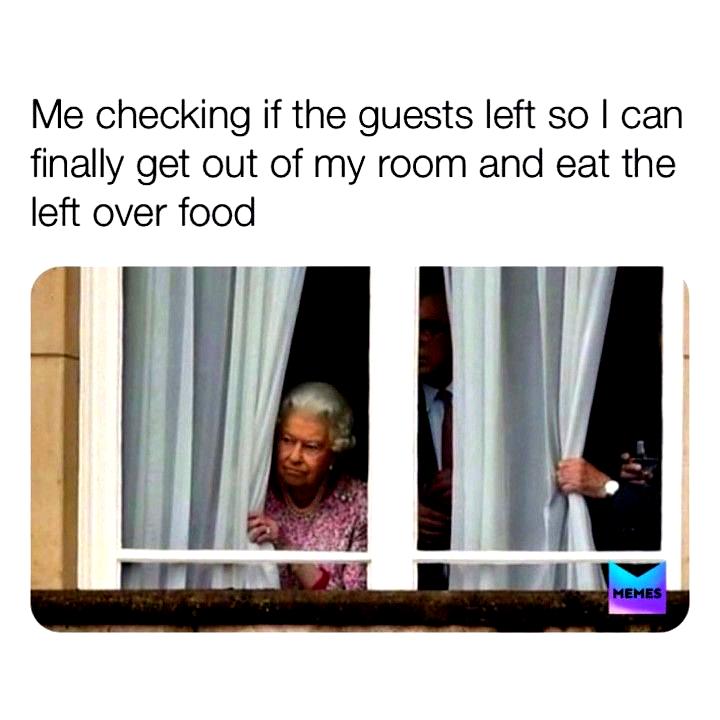 Me checking if the guests left so I can
finally get out of my room and eat the
left over food
MEMES